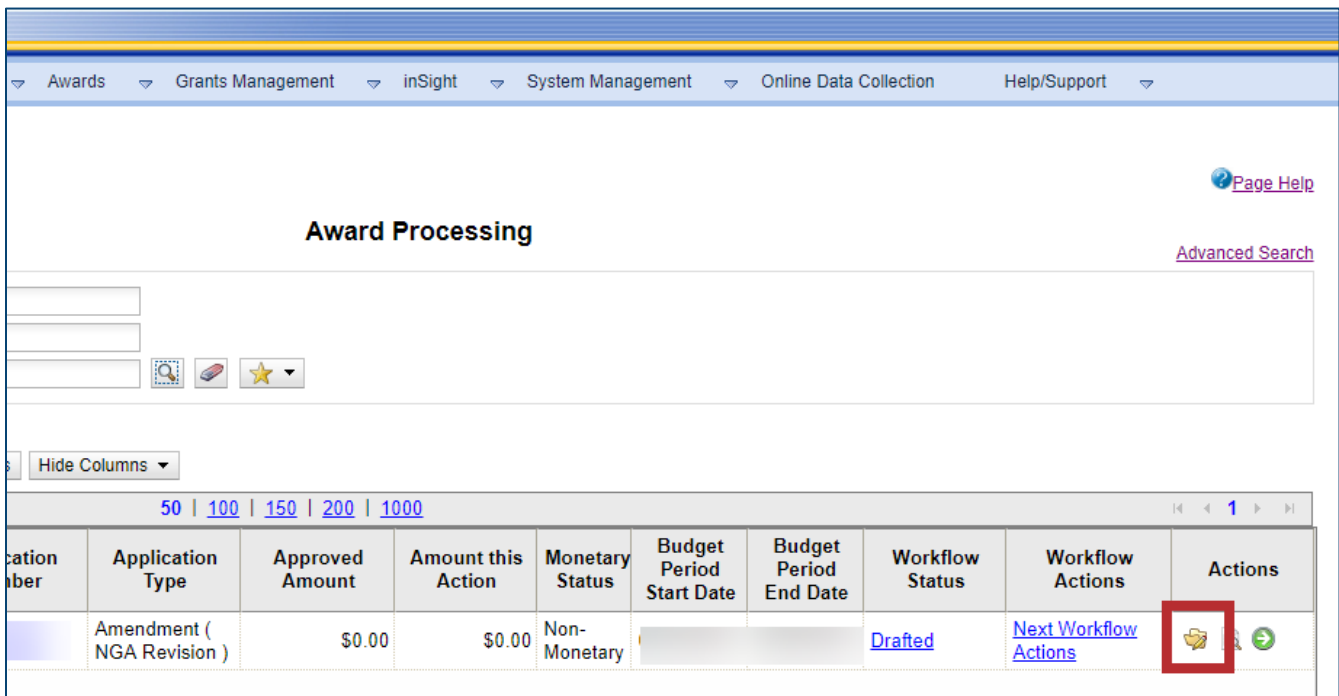 Awards Grants Management inSight System Management Online Data Collection Help/Support
Page Help
Award Processing
Advanced Search
Hide Columns
50 | 100 | 150 | 200 | 1000
1
Application Type
Approved Amount
Amount this Action
Monetary Status
Budget Period Start Date
Budget Period End Date
Workflow Status
Workflow Actions
Actions
Amendment (
NGA Revision )
$0.00
$0.00
Non-
Monetary
Drafted
Next Workflow
Actions